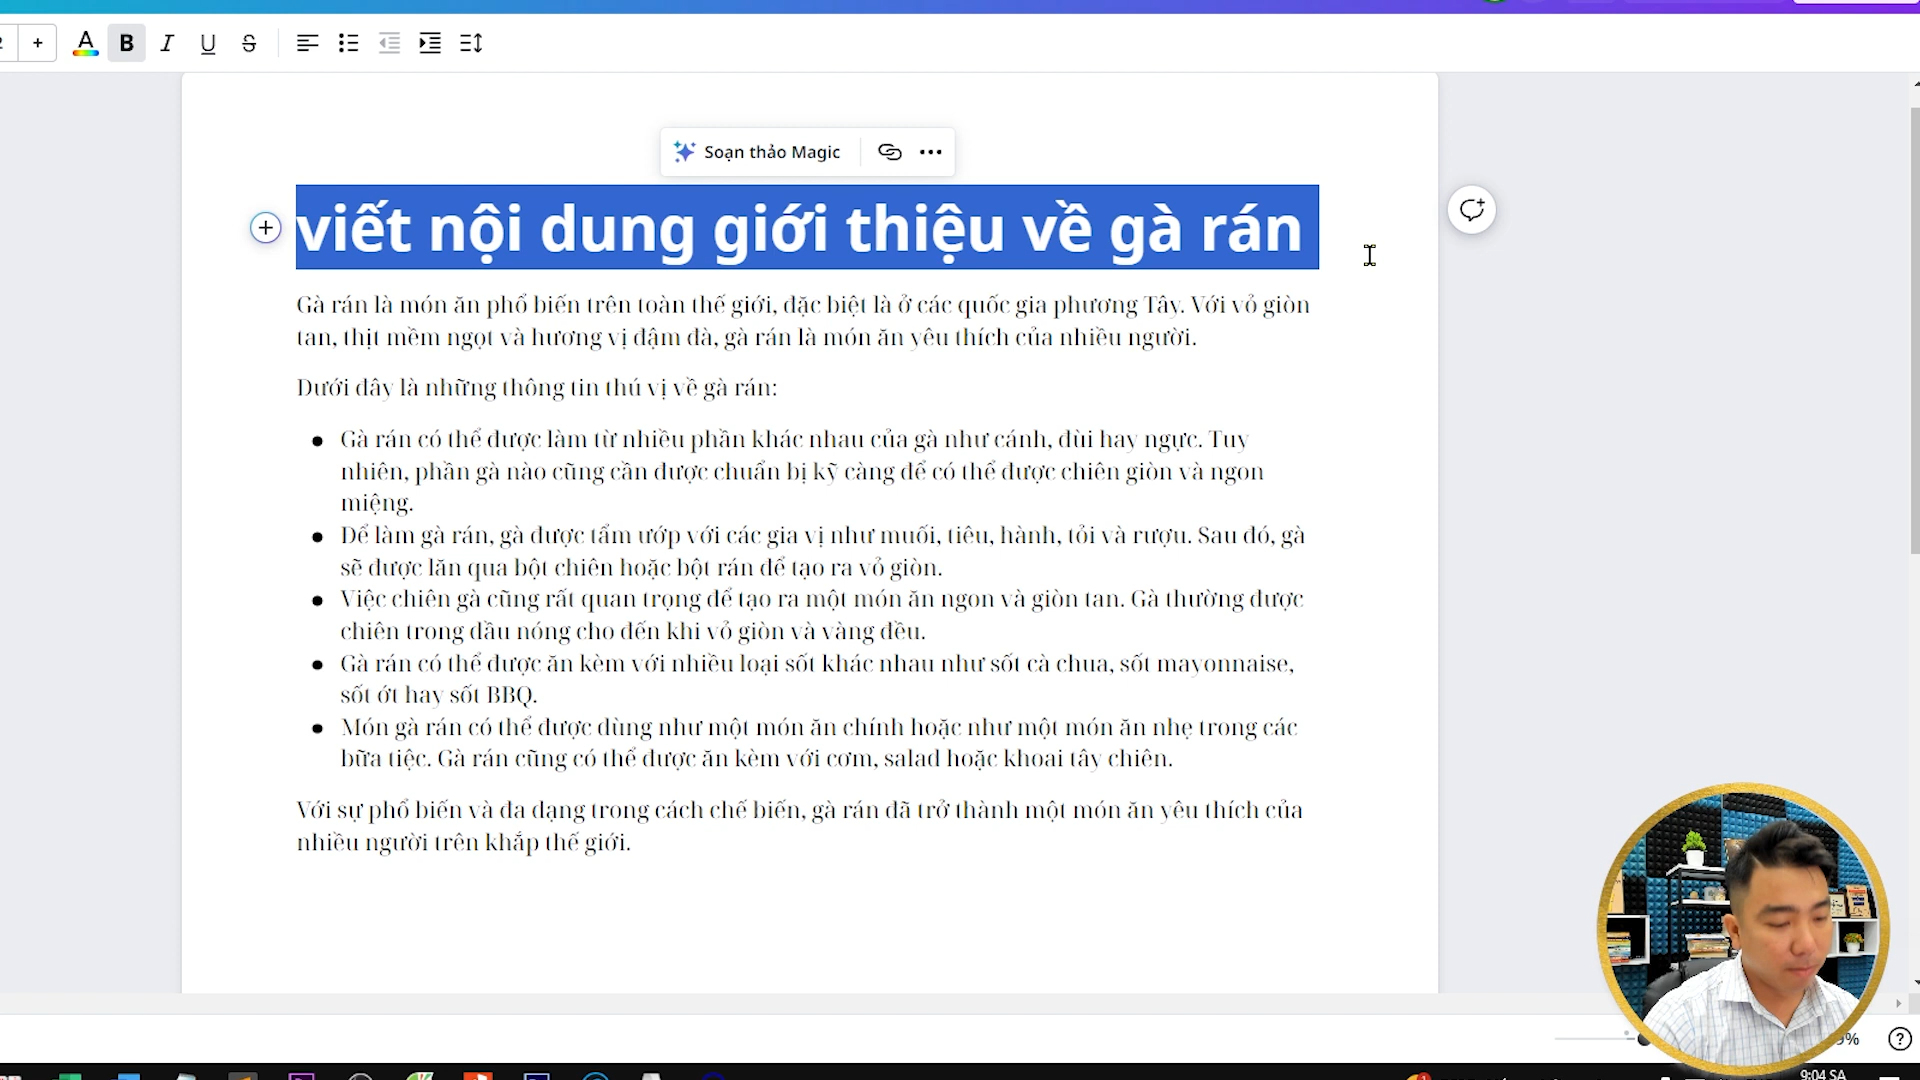 +
A
B
I
U
S
Soạn thảo Magic
viết nội dung giới thiệu về gà rán
Gà rán là món ăn phổ biến trên toàn thế giới, đặc biệt là ở các quốc gia phương Tây. Với vỏ giòn
tan, thịt mềm ngọt và hương vị đậm đà, gà rán là món ăn yêu thích của nhiều người.
Dưới đây là những thông tin thú vị về gà rán:
Gà rán có thể được làm từ nhiều phần khác nhau của gà như cánh, đùi hay ngực. Tuy
nhiên, phần gà nào cũng cần được chuẩn bị kỹ càng để có thể được chiên giòn và ngon
miệng.
Để làm gà rán, gà được tẩm ướp với các gia vị như muối, tiêu, hành, tỏi và rượu. Sau đó, gà
sẽ được lăn qua bột chiên hoặc bột rán để tạo ra vỏ giòn.
Việc chiên gà cũng rất quan trọng để tạo ra một món ăn ngon và giòn tan. Gà thường được
chiên trong dầu nóng cho đến khi vỏ giòn và vàng đều.
Gà rán có thể được ăn kèm với nhiều loại sốt khác nhau như sốt cà chua, sốt mayonnaise,
sốt ớt hay sốt BBQ.
Món gà rán có thể được dùng như một món ăn chính hoặc như một món ăn nhẹ trong các
bữa tiệc. Gà rán cũng có thể được ăn kèm với cơm, salad hoặc khoai tây chiên.
Với sự phổ biến và đa dạng trong cách chế biến, gà rán đã trở thành một món ăn yêu thích của
nhiều người trên khắp thế giới.
%
?
9:04 SA